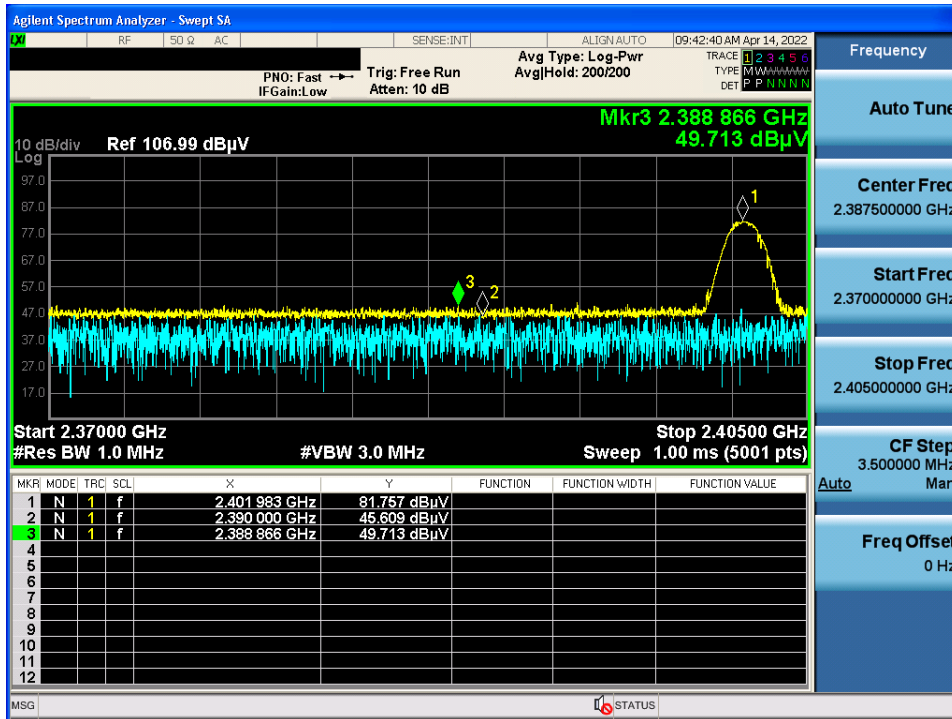 Agilent Spectrum Analyzer - Swept SA
LXI RF 50 Ω AC SENSE:INT ALIGN AUTO 09:42:40 AM Apr 14, 2022
PNO: Fast
IFGain:Low
Trig: Free Run
Atten: 10 dB
Avg Type: Log-Pwr
Avg|Hold: 200/200
TRACE 1 2 3 4 5 6
TYPE M W W W W W
DET P P N N N N
Mkr3 2.388 866 GHz
49.713 dBµV
10 dB/div Ref 106.99 dBµV
Log
97.0
87.0
77.0
67.0
57.0
47.0
37.0
27.0
17.0
1
3
2
Start 2.37000 GHz Stop 2.40500 GHz
#Res BW 1.0 MHz #VBW 3.0 MHz Sweep 1.00 ms (5001 pts)
MKR MODE TRC SCL X Y FUNCTION FUNCTION WIDTH FUNCTION VALUE
1 N 1 f 2.401 983 GHz 81.757 dBµV
2 N 1 f 2.390 000 GHz 45.609 dBµV
3 N 1 f 2.388 866 GHz 49.713 dBµV
4
5
6
7
8
9
10
11
12
MSG STATUS
Frequency
Auto Tune
Center Freq
2.387500000 GHz
Start Freq
2.370000000 GHz
Stop Freq
2.405000000 GHz
CF Step
3.500000 MHz
Auto Man
Freq Offset
0 Hz